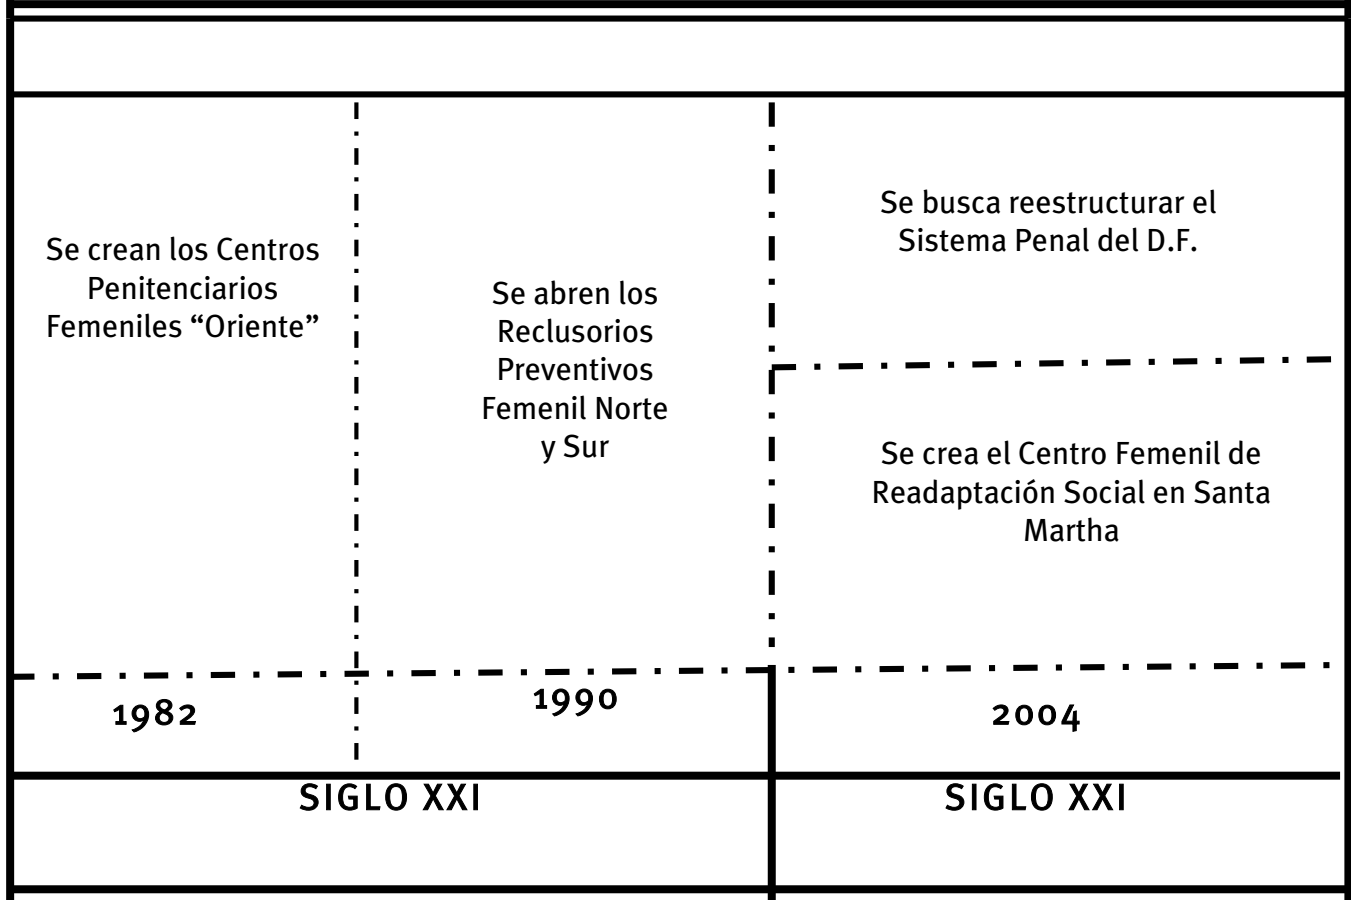 Se crean los Centros
Penitenciarios
Femeniles “Oriente”
Se abren los
Reclusorios
Preventivos
Femenil Norte
y Sur
Se busca reestructurar el
Sistema Penal del D.F.
Se crea el Centro Femenil de
Readaptación Social en Santa
Martha
1982
1990
2004
SIGLO XXI
SIGLO XXI